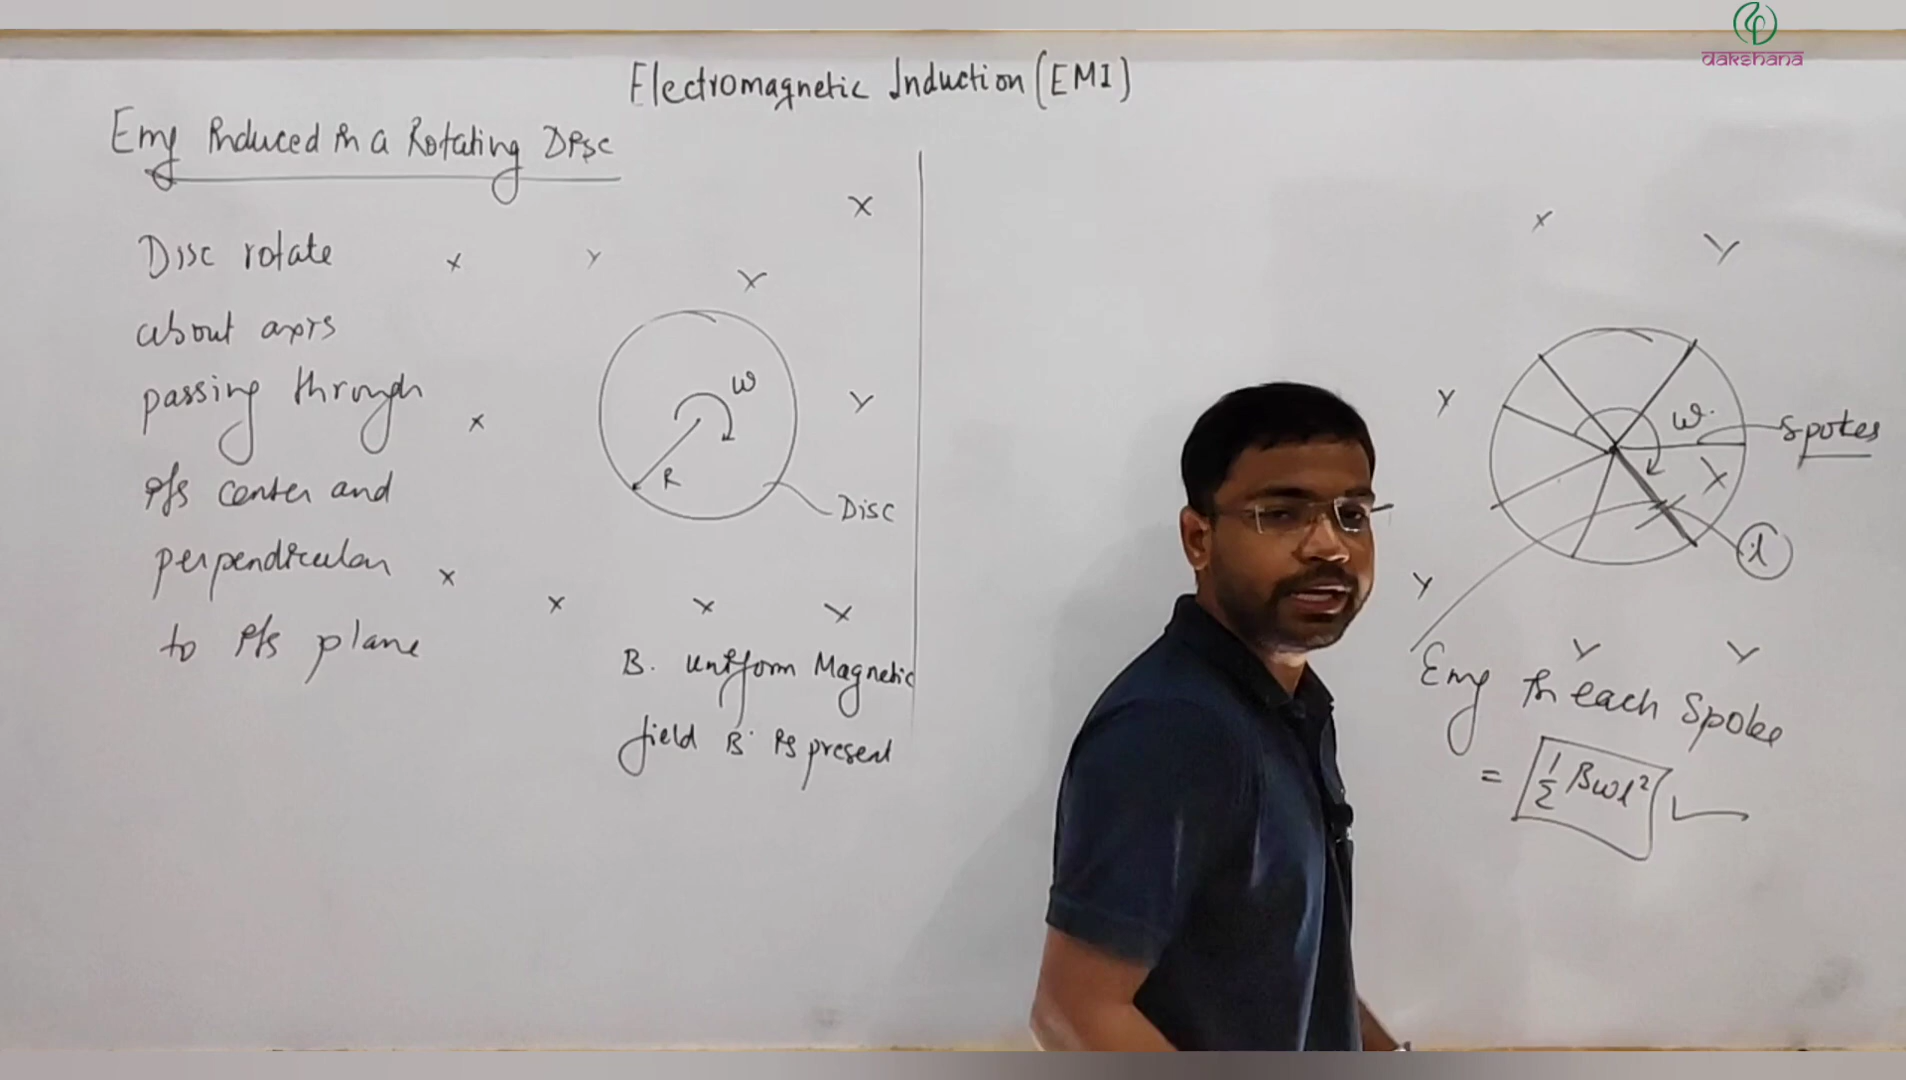 dakshana
Electromagnetic Induction (EMI)
Emf Induced in a Rotating Disc
Disc rotate
about axis
passing through
its center and
perpendicular
to its plane
ω
R
Disc
B. uniform Magnetic
field B is present
ω
Spokes
l
Emf in each Spoke
= 1/2 Bωl²